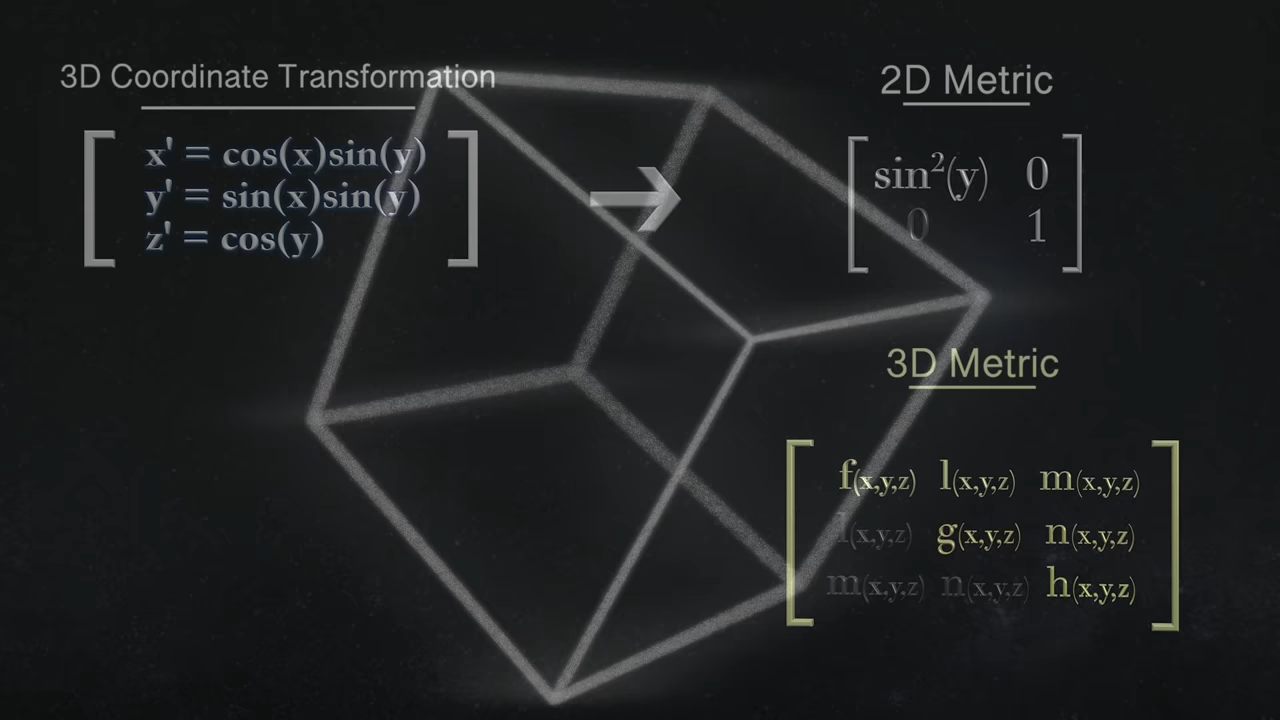 3D Coordinate Transformation
x' = cos(x)sin(y)
y' = sin(x)sin(y)
z' = cos(y)
→
2D Metric
sin²(y) 0
0 1
3D Metric
f(x,y,z) l(x,y,z) m(x,y,z)
l(x,y,z) g(x,y,z) n(x,y,z)
m(x,y,z) n(x,y,z) h(x,y,z)